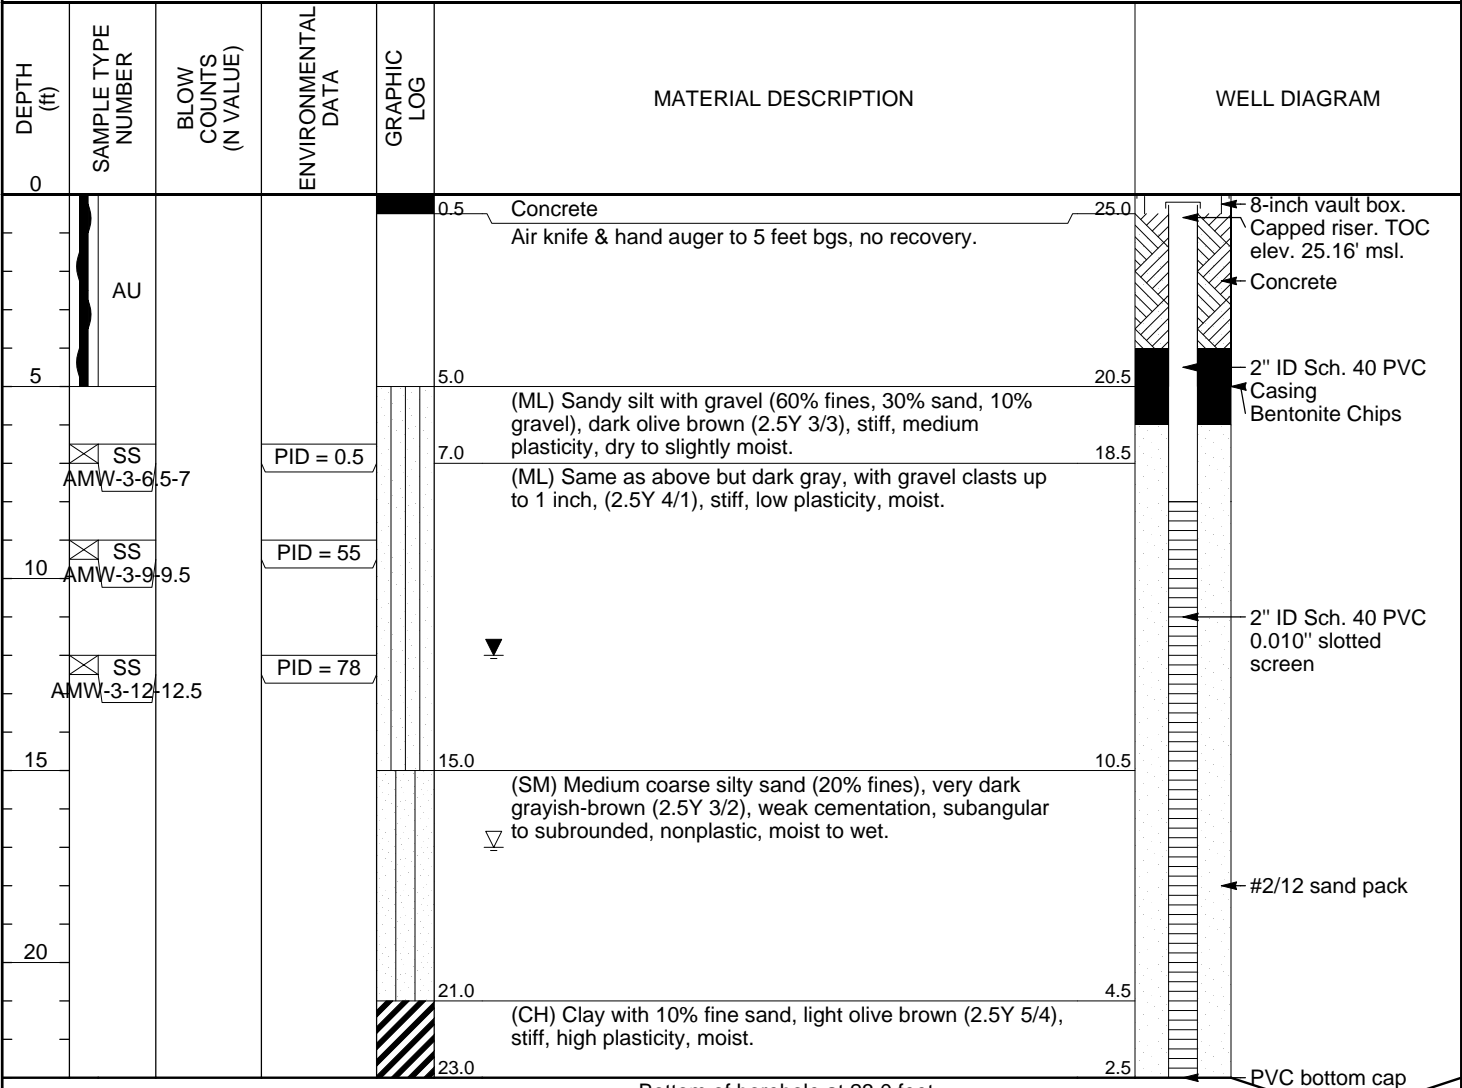 DEPTH
(ft)
SAMPLE TYPE
NUMBER
BLOW
COUNTS
(N VALUE)
ENVIRONMENTAL
DATA
GRAPHIC
LOG
MATERIAL DESCRIPTION
WELL DIAGRAM
0
0.5
Concrete
25.0
8-inch vault box.
Capped riser. TOC
elev. 25.16' msl.
Air knife & hand auger to 5 feet bgs, no recovery.
Concrete
AU
5
5.0
20.5
2" ID Sch. 40 PVC
Casing
Bentonite Chips
(ML) Sandy silt with gravel (60% fines, 30% sand, 10%
gravel), dark olive brown (2.5Y 3/3), stiff, medium
plasticity, dry to slightly moist.
SS
AMW-3-6.5-7
PID = 0.5
7.0
18.5
(ML) Same as above but dark gray, with gravel clasts up
to 1 inch, (2.5Y 4/1), stiff, low plasticity, moist.
SS
AMW-3-9-9.5
PID = 55
10
2" ID Sch. 40 PVC
0.010" slotted
screen
SS
AMW-3-12-12.5
PID = 78
15
15.0
10.5
(SM) Medium coarse silty sand (20% fines), very dark
grayish-brown (2.5Y 3/2), weak cementation, subangular
to subrounded, nonplastic, moist to wet.
#2/12 sand pack
20
21.0
4.5
(CH) Clay with 10% fine sand, light olive brown (2.5Y 5/4),
stiff, high plasticity, moist.
23.0
2.5
PVC bottom cap
Bottom of borehole at 23.0 feet